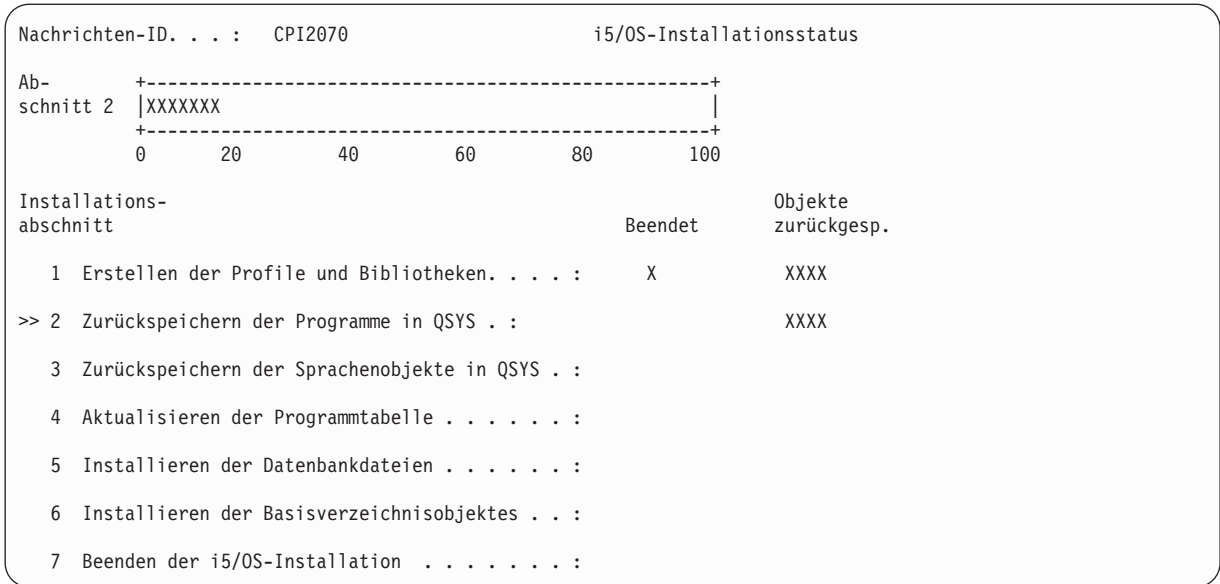 Nachrichten-ID. . . : CPI2070 i5/OS-Installationsstatus
Ab- +------------------------------------------------+
schnitt 2 |XXXXXXX |
+------------------------------------------------+
0 20 40 60 80 100
Installations- Objekte
abschnitt Beendet zurückgesp.
1 Erstellen der Profile und Bibliotheken. . . . : X XXXX
>> 2 Zurückspeichern der Programme in QSYS . : XXXX
3 Zurückspeichern der Sprachenobjekte in QSYS . :
4 Aktualisieren der Programmtabelle . . . . . . :
5 Installieren der Datenbankdateien . . . . . . :
6 Installieren der Basisverzeichnisobjektes . . :
7 Beenden der i5/OS-Installation . . . . . . . :